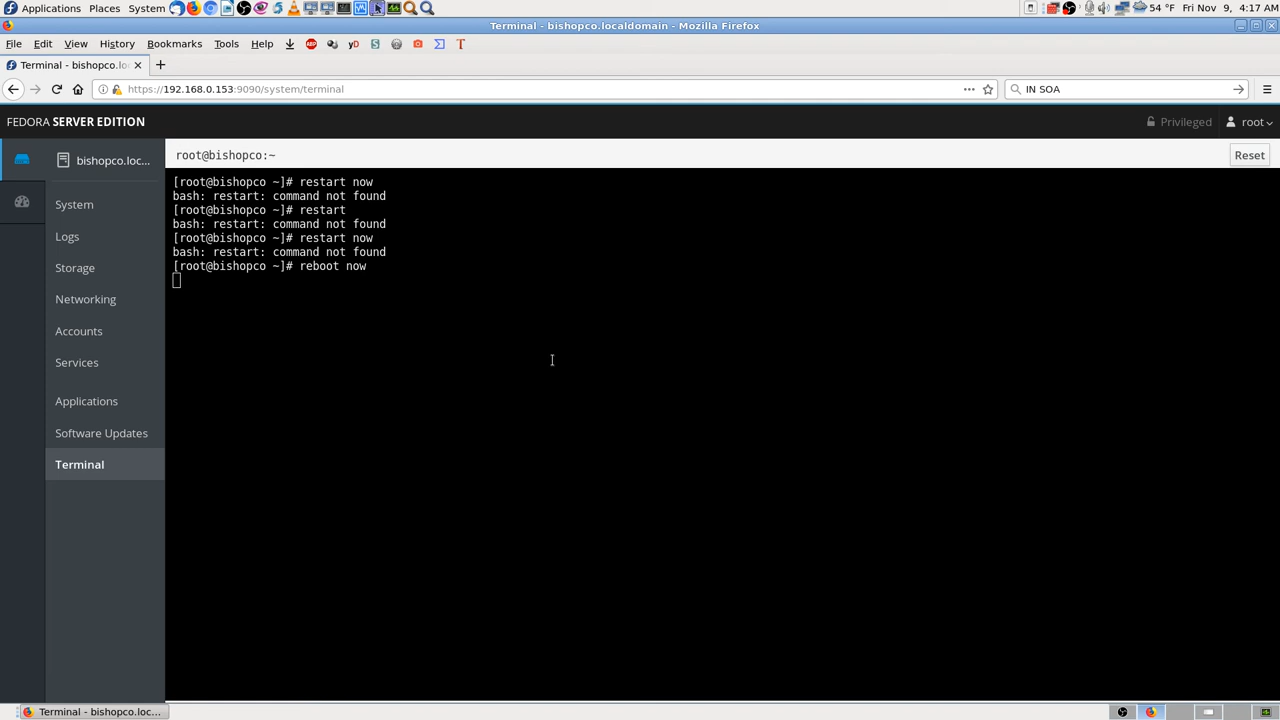 Applications Places System 54 °F Fri Nov 9, 4:17 AM
Terminal - bishopco.localdomain - Mozilla Firefox
File Edit View History Bookmarks Tools Help ABP yD S Σ T
Terminal - bishopco.lo
https://192.168.0.153:9090/system/terminal IN SOA
FEDORA SERVER EDITION Privileged root
bishopco.loc... root@bishopco:~ Reset
System
Logs
Storage
Networking
Accounts
Services
Applications
Software Updates
Terminal
[root@bishopco ~]# restart now
bash: restart: command not found
[root@bishopco ~]# restart
bash: restart: command not found
[root@bishopco ~]# restart now
bash: restart: command not found
[root@bishopco ~]# reboot now
Terminal - bishopco.loc...